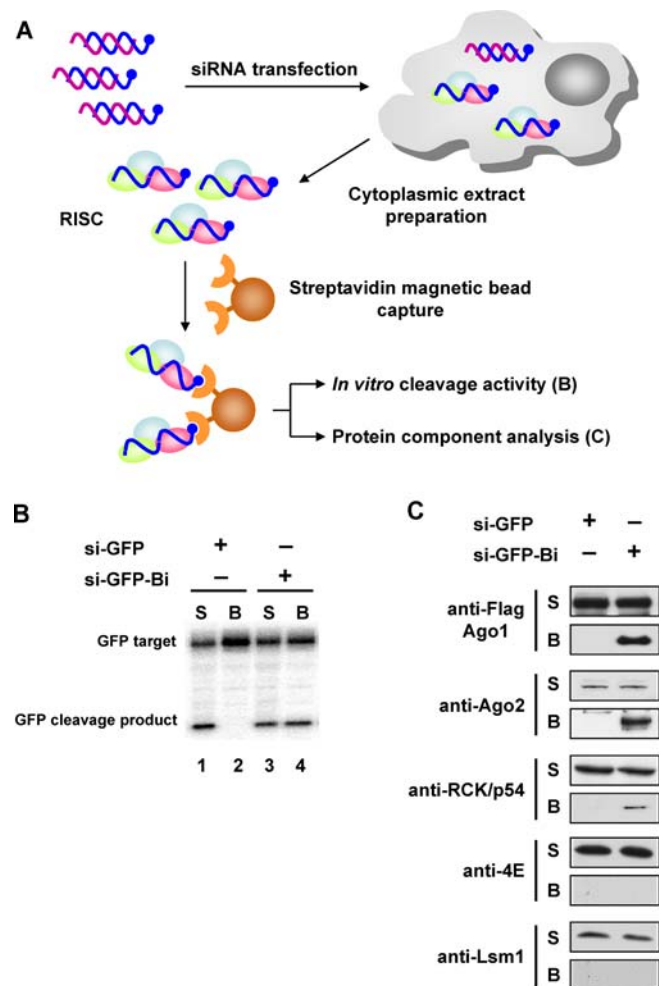 A
siRNA transfection
Cytoplasmic extract
preparation
RISC
Streptavidin magnetic bead
capture
In vitro cleavage activity (B)
Protein component analysis (C)
B
si-GFP + –
si-GFP-Bi – +
S B S B
GFP target
GFP cleavage product
1 2 3 4
C
si-GFP + –
si-GFP-Bi – +
anti-Flag
Ago1
S
B
anti-Ago2
S
B
anti-RCK/p54
S
B
anti-4E
S
B
anti-Lsm1
S
B